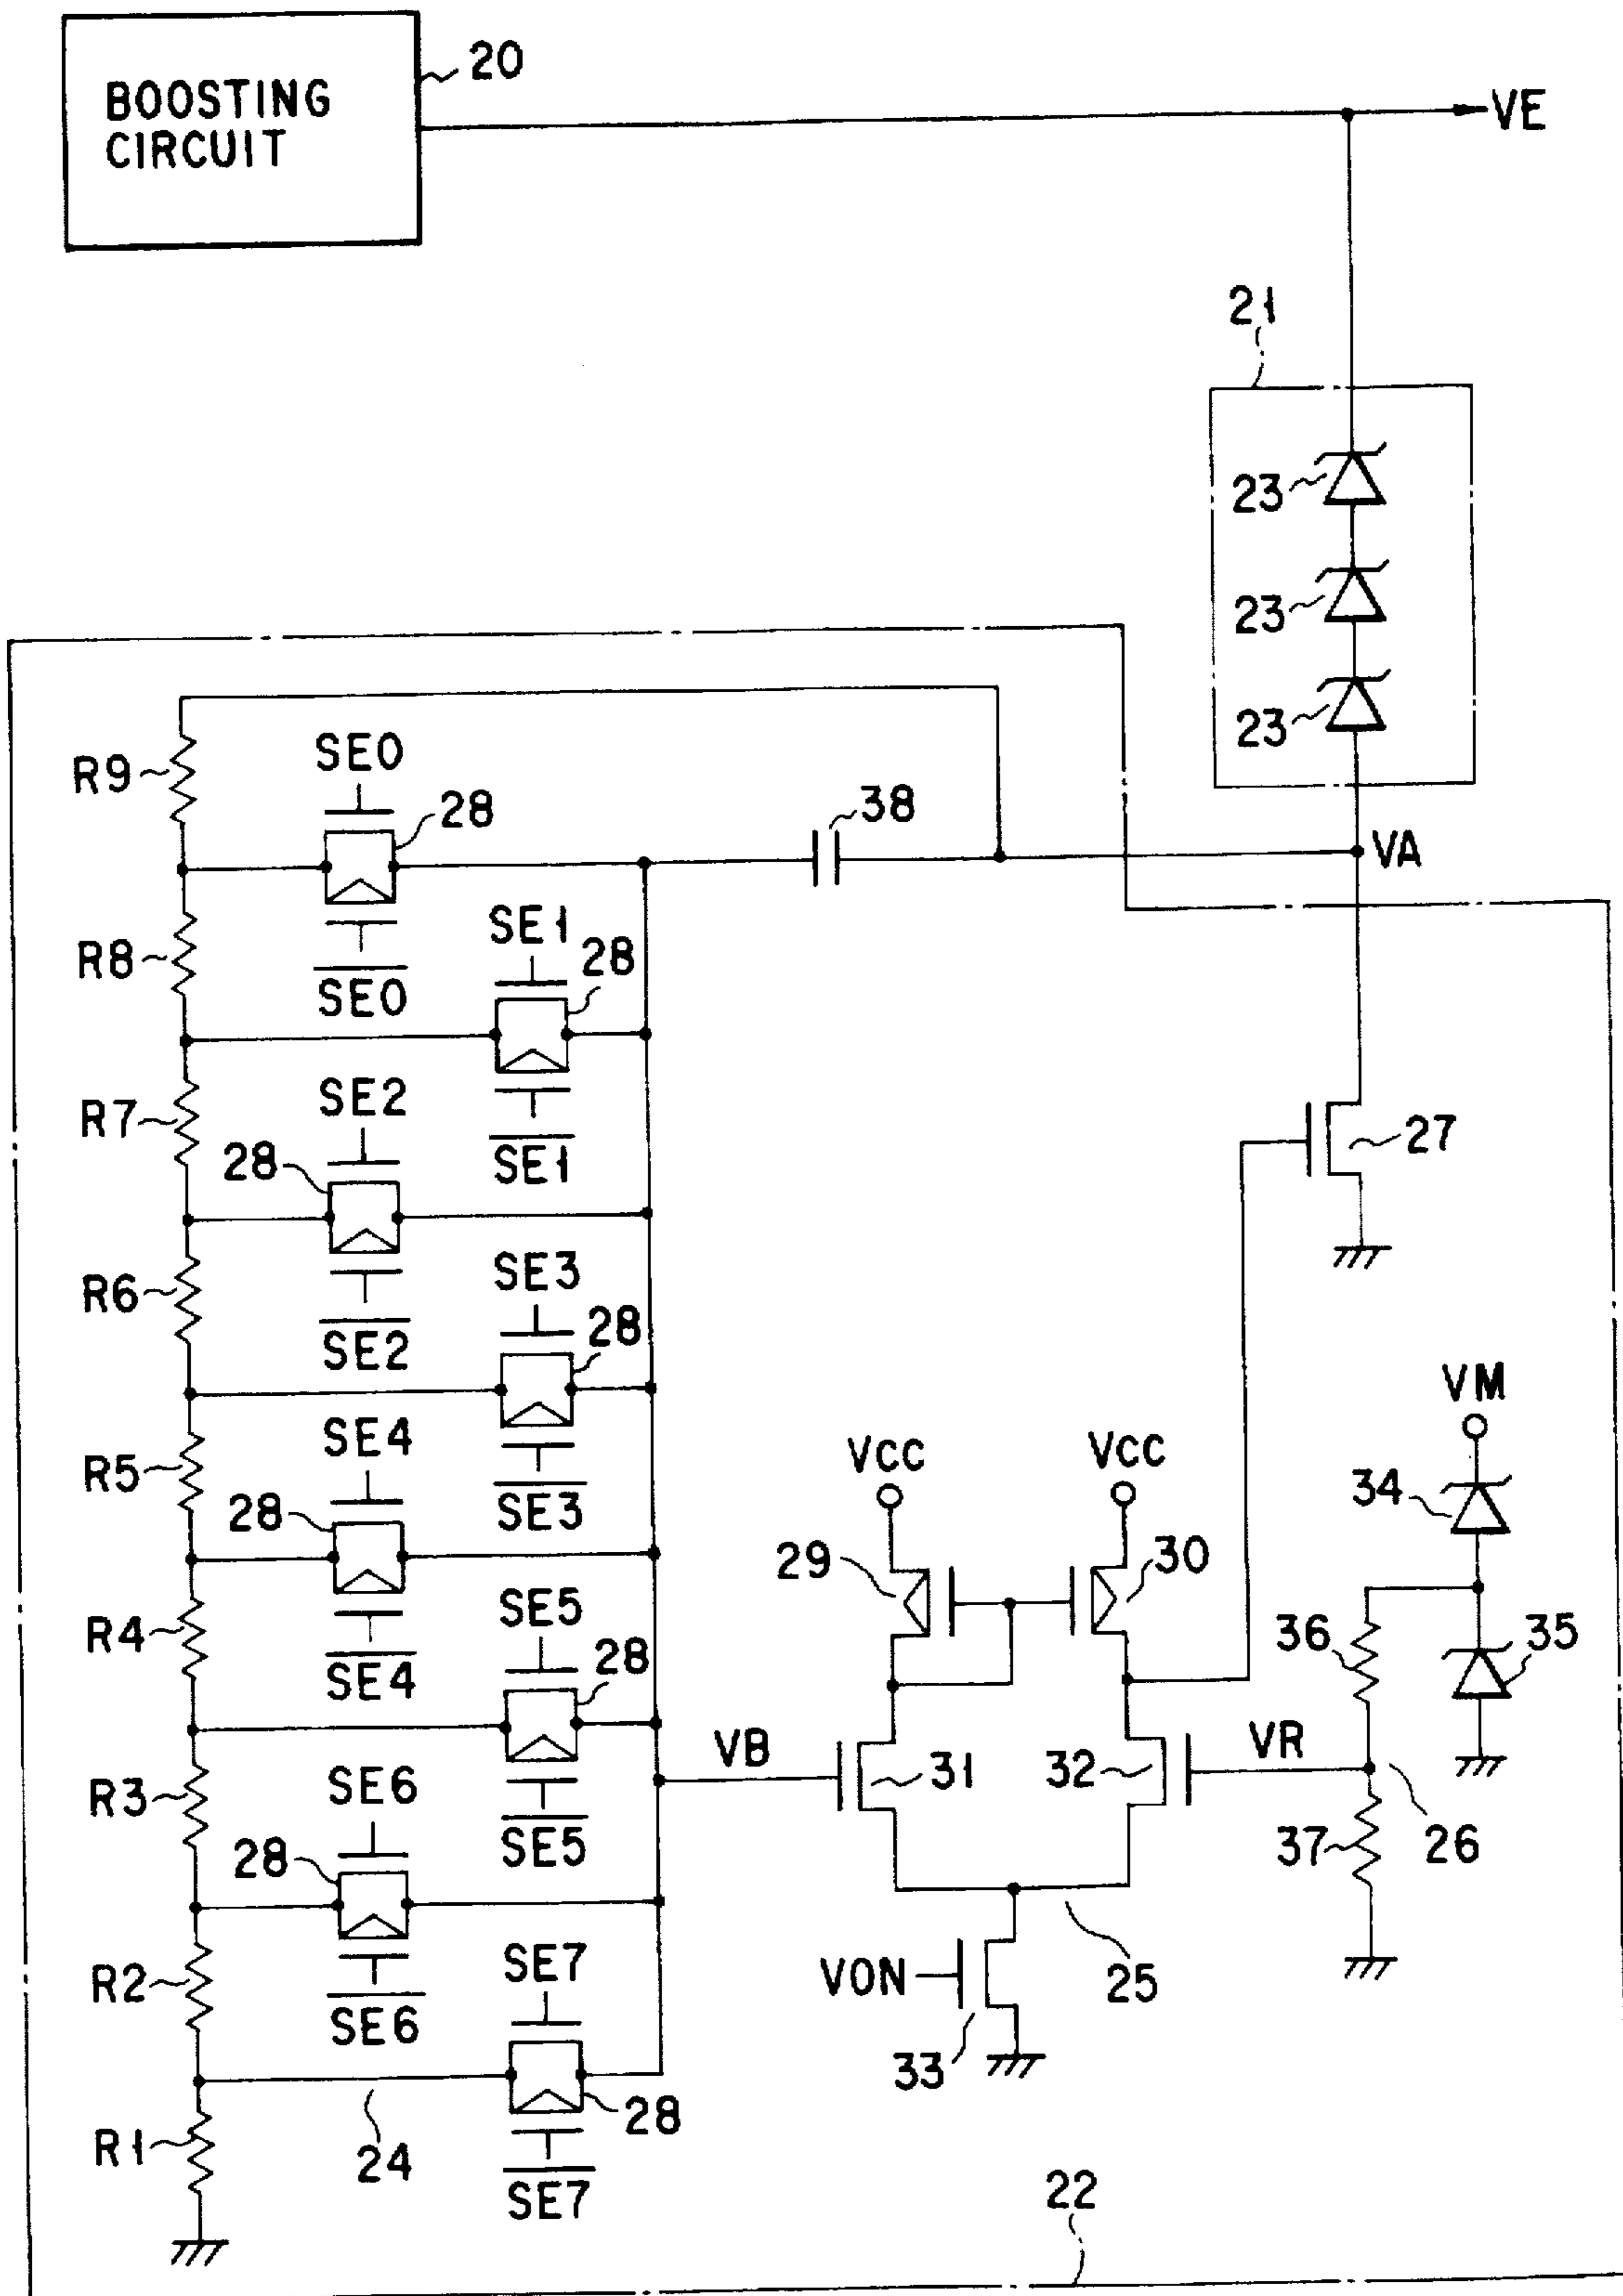 BOOSTING
CIRCUIT
20
VE
21
23
23
23
R9
SE0
28
38
VA
SE0
R8
SE1
28
SE1
R7
SE2
28
27
SE2
R6
SE3
28
SE3
R5
SE4
28
SE4
VCC
VCC
VM
34
29
30
R4
SE5
28
SE5
36
35
R3
SE6
28
SE6
VB
31
32
VR
37
26
R2
SE7
28
SE7
VON
33
25
R1
24
22